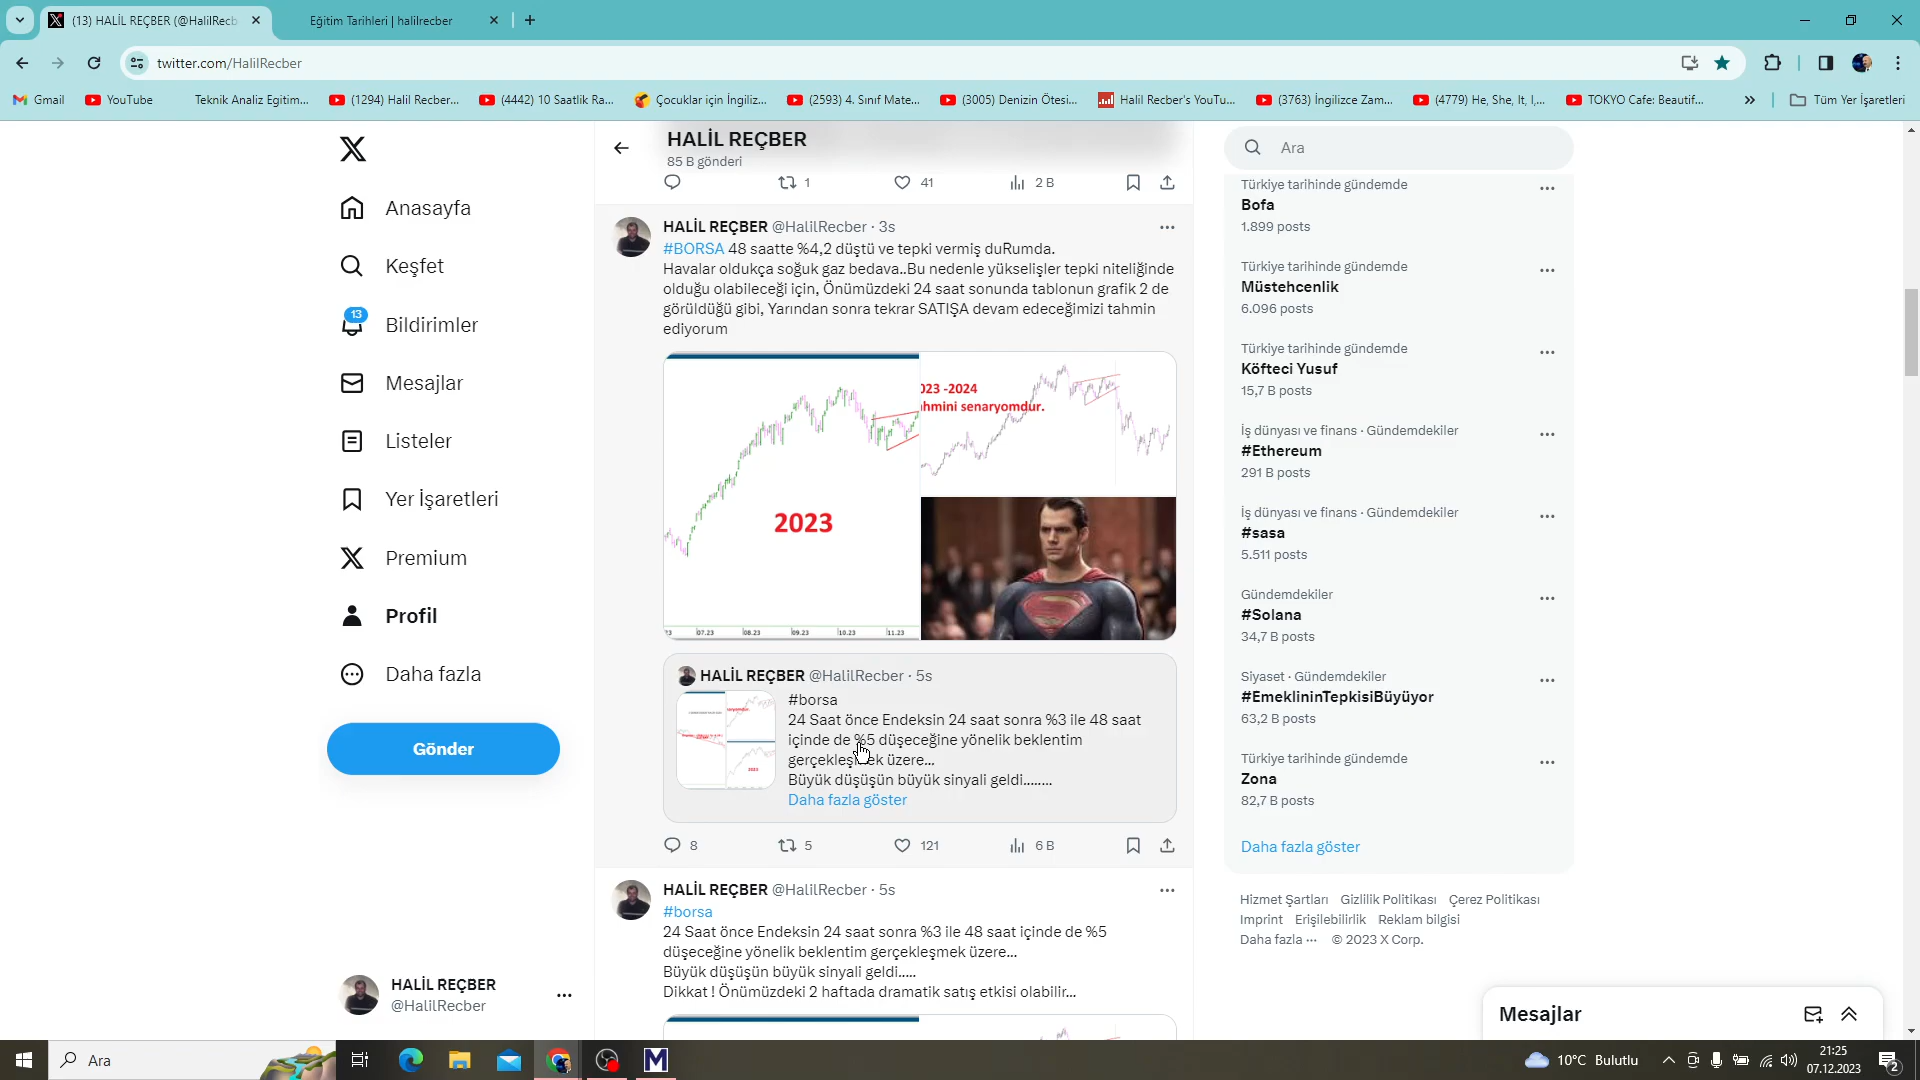 (13) HALİL REÇBER (@HalilRecb
Eğitim Tarihleri | halilrecber
twitter.com/HalilRecber
Gmail
YouTube
Teknik Analiz Egitim...
(1294) Halil Recber...
(4442) 10 Saatlik Ra...
Çocuklar için İngiliz...
(2593) 4. Sınıf Mate...
(3005) Denizin Ötesi...
Halil Recber's YouTu...
(3763) İngilizce Zam...
(4779) He, She, It, I,...
TOKYO Cafe: Beautif...
Tüm Yer İşaretleri
Anasayfa
Keşfet
13
Bildirimler
Mesajlar
Listeler
Yer İşaretleri
Premium
Profil
Daha fazla
Gönder
HALİL REÇBER
@HalilRecber
HALİL REÇBER
85 B gönderi
1 41 2 B
HALİL REÇBER @HalilRecber · 3s
#BORSA 48 saatte %4,2 düştü ve tepki vermiş duRumda.
Havalar oldukça soğuk gaz bedava..Bu nedenle yükselişler tepki niteliğinde
olduğu olabileceği için, Önümüzdeki 24 saat sonunda tablonun grafik 2 de
görüldüğü gibi, Yarından sonra tekrar SATIŞA devam edeceğimizi tahmin
ediyorum
2023
07.23 08.23 09.23 10.23 11.23
023 -2024
hmini senaryomdur.
HALİL REÇBER @HalilRecber · 5s
#borsa
24 Saat önce Endeksin 24 saat sonra %3 ile 48 saat
içinde de %5 düşeceğine yönelik beklentim
gerçekleşmek üzere...
Büyük düşüşün büyük sinyali geldi........
Daha fazla göster
8 5 121 6 B
HALİL REÇBER @HalilRecber · 5s
#borsa
24 Saat önce Endeksin 24 saat sonra %3 ile 48 saat içinde de %5
düşeceğine yönelik beklentim gerçekleşmek üzere...
Büyük düşüşün büyük sinyali geldi.....
Dikkat ! Önümüzdeki 2 haftada dramatik satış etkisi olabilir...
Ara
Türkiye tarihinde gündemde
Bofa
1.899 posts
Türkiye tarihinde gündemde
Müstehcenlik
6.096 posts
Türkiye tarihinde gündemde
Köfteci Yusuf
15,7 B posts
İş dünyası ve finans · Gündemdekiler
#Ethereum
291 B posts
İş dünyası ve finans · Gündemdekiler
#sasa
5.511 posts
Gündemdekiler
#Solana
34,7 B posts
Siyaset · Gündemdekiler
#EmeklininTepkisiBüyüyor
63,2 B posts
Türkiye tarihinde gündemde
Zona
82,7 B posts
Daha fazla göster
Hizmet Şartları Gizlilik Politikası Çerez Politikası
Imprint Erişilebilirlik Reklam bilgisi
Daha fazla ··· © 2023 X Corp.
Mesajlar
Ara
10°C Bulutlu
21:25
07.12.2023
2